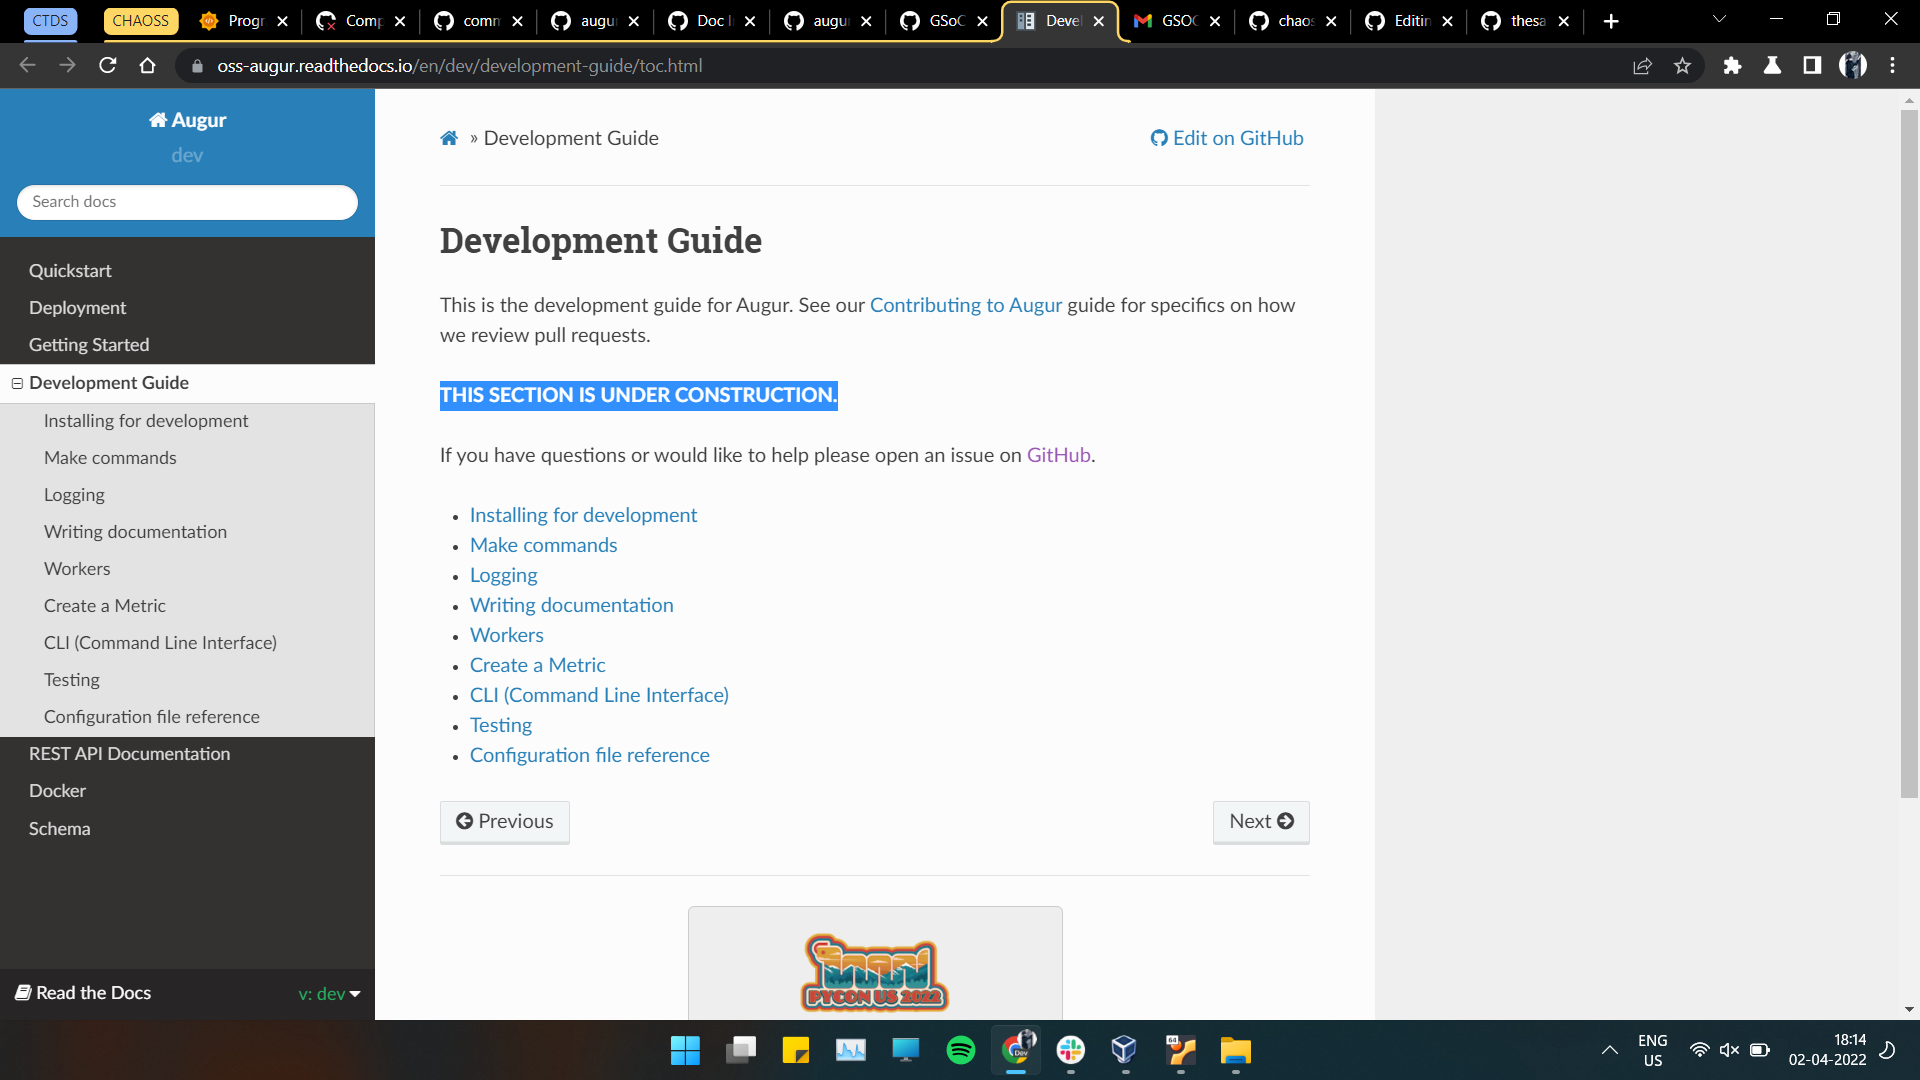 CTDS
CHAOSS
Progr
Comp
comm
augu
Doc I
augur
GSoC
Devel
GSOC
chaos
Editin
thesa
oss-augur.readthedocs.io/en/dev/development-guide/toc.html
Augur
dev
Search docs
Quickstart
Deployment
Getting Started
Development Guide
Installing for development
Make commands
Logging
Writing documentation
Workers
Create a Metric
CLI (Command Line Interface)
Testing
Configuration file reference
REST API Documentation
Docker
Schema
Read the Docs
v: dev
» Development Guide
Edit on GitHub
Development Guide
This is the development guide for Augur. See our Contributing to Augur guide for specifics on how
we review pull requests.
THIS SECTION IS UNDER CONSTRUCTION.
If you have questions or would like to help please open an issue on GitHub.
• Installing for development
• Make commands
• Logging
• Writing documentation
• Workers
• Create a Metric
• CLI (Command Line Interface)
• Testing
• Configuration file reference
Previous
Next
PYCON US 2022
Dev
64
ENG
US
18:14
02-04-2022